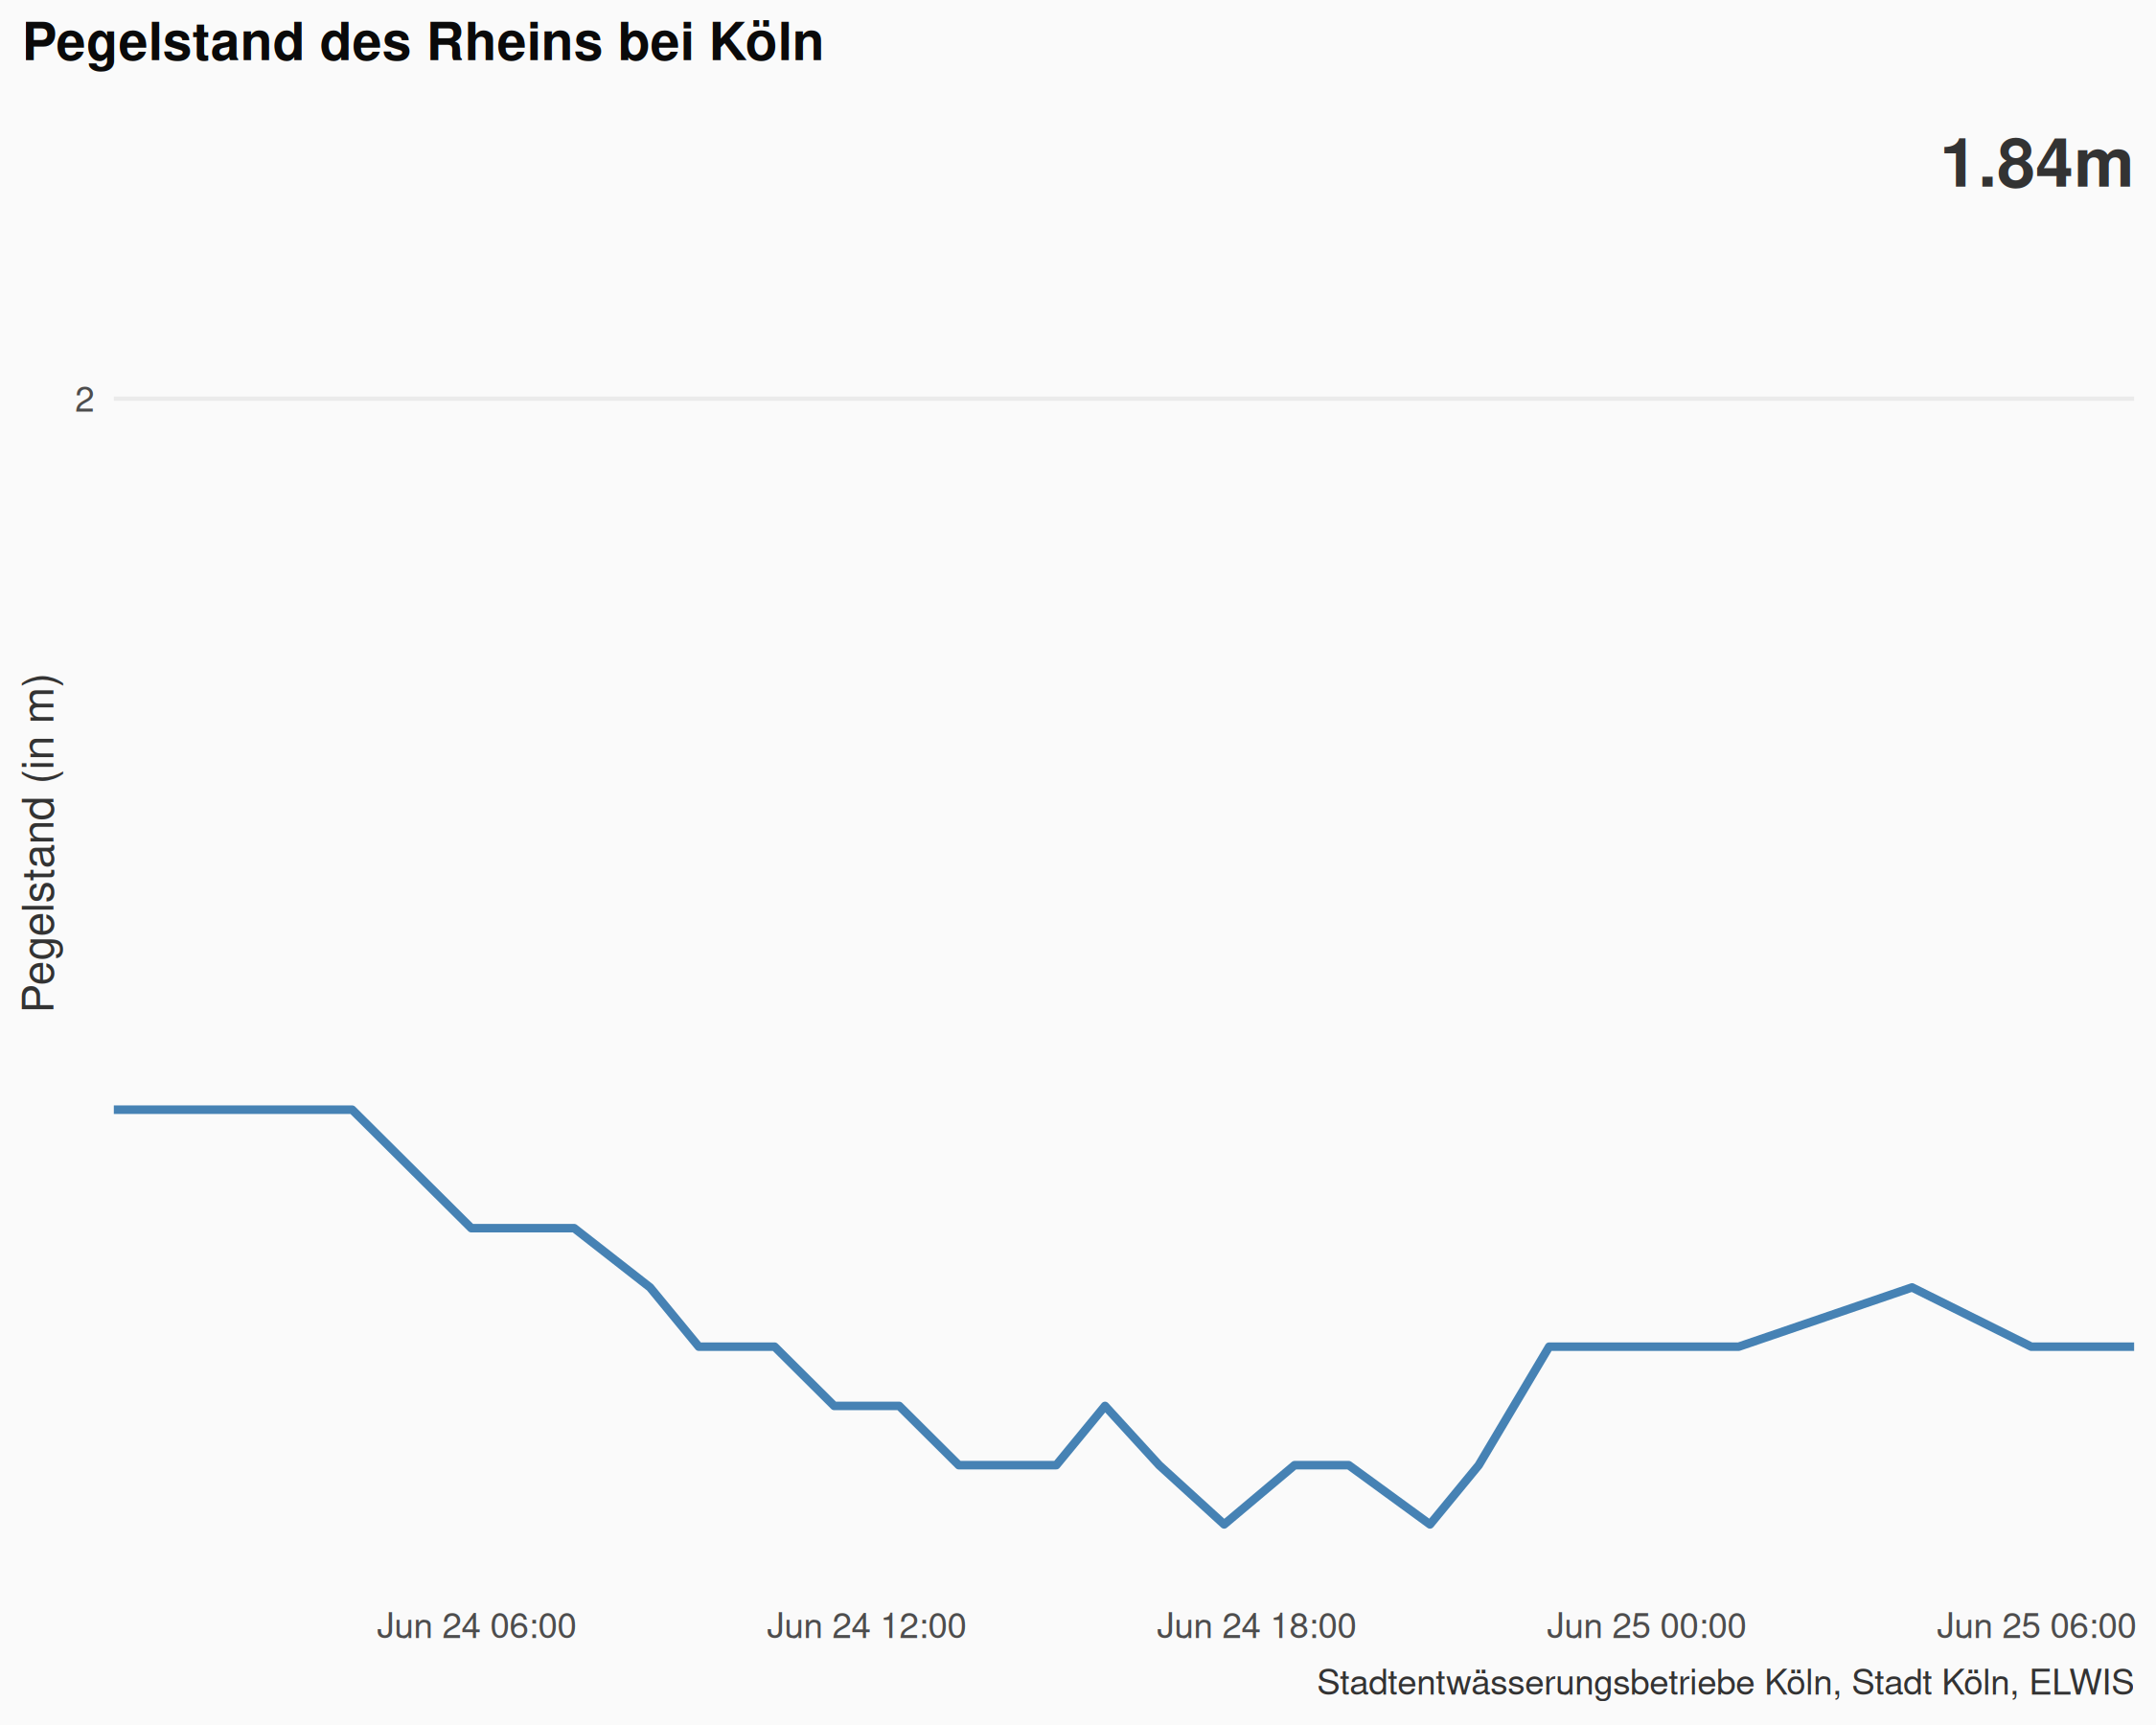 Pegelstand des Rheins bei Köln
1.84m
2
Pegelstand (in m)
Jun 24 06:00
Jun 24 12:00
Jun 24 18:00
Jun 25 00:00
Jun 25 06:00
Stadtentwässerungsbetriebe Köln, Stadt Köln, ELWIS